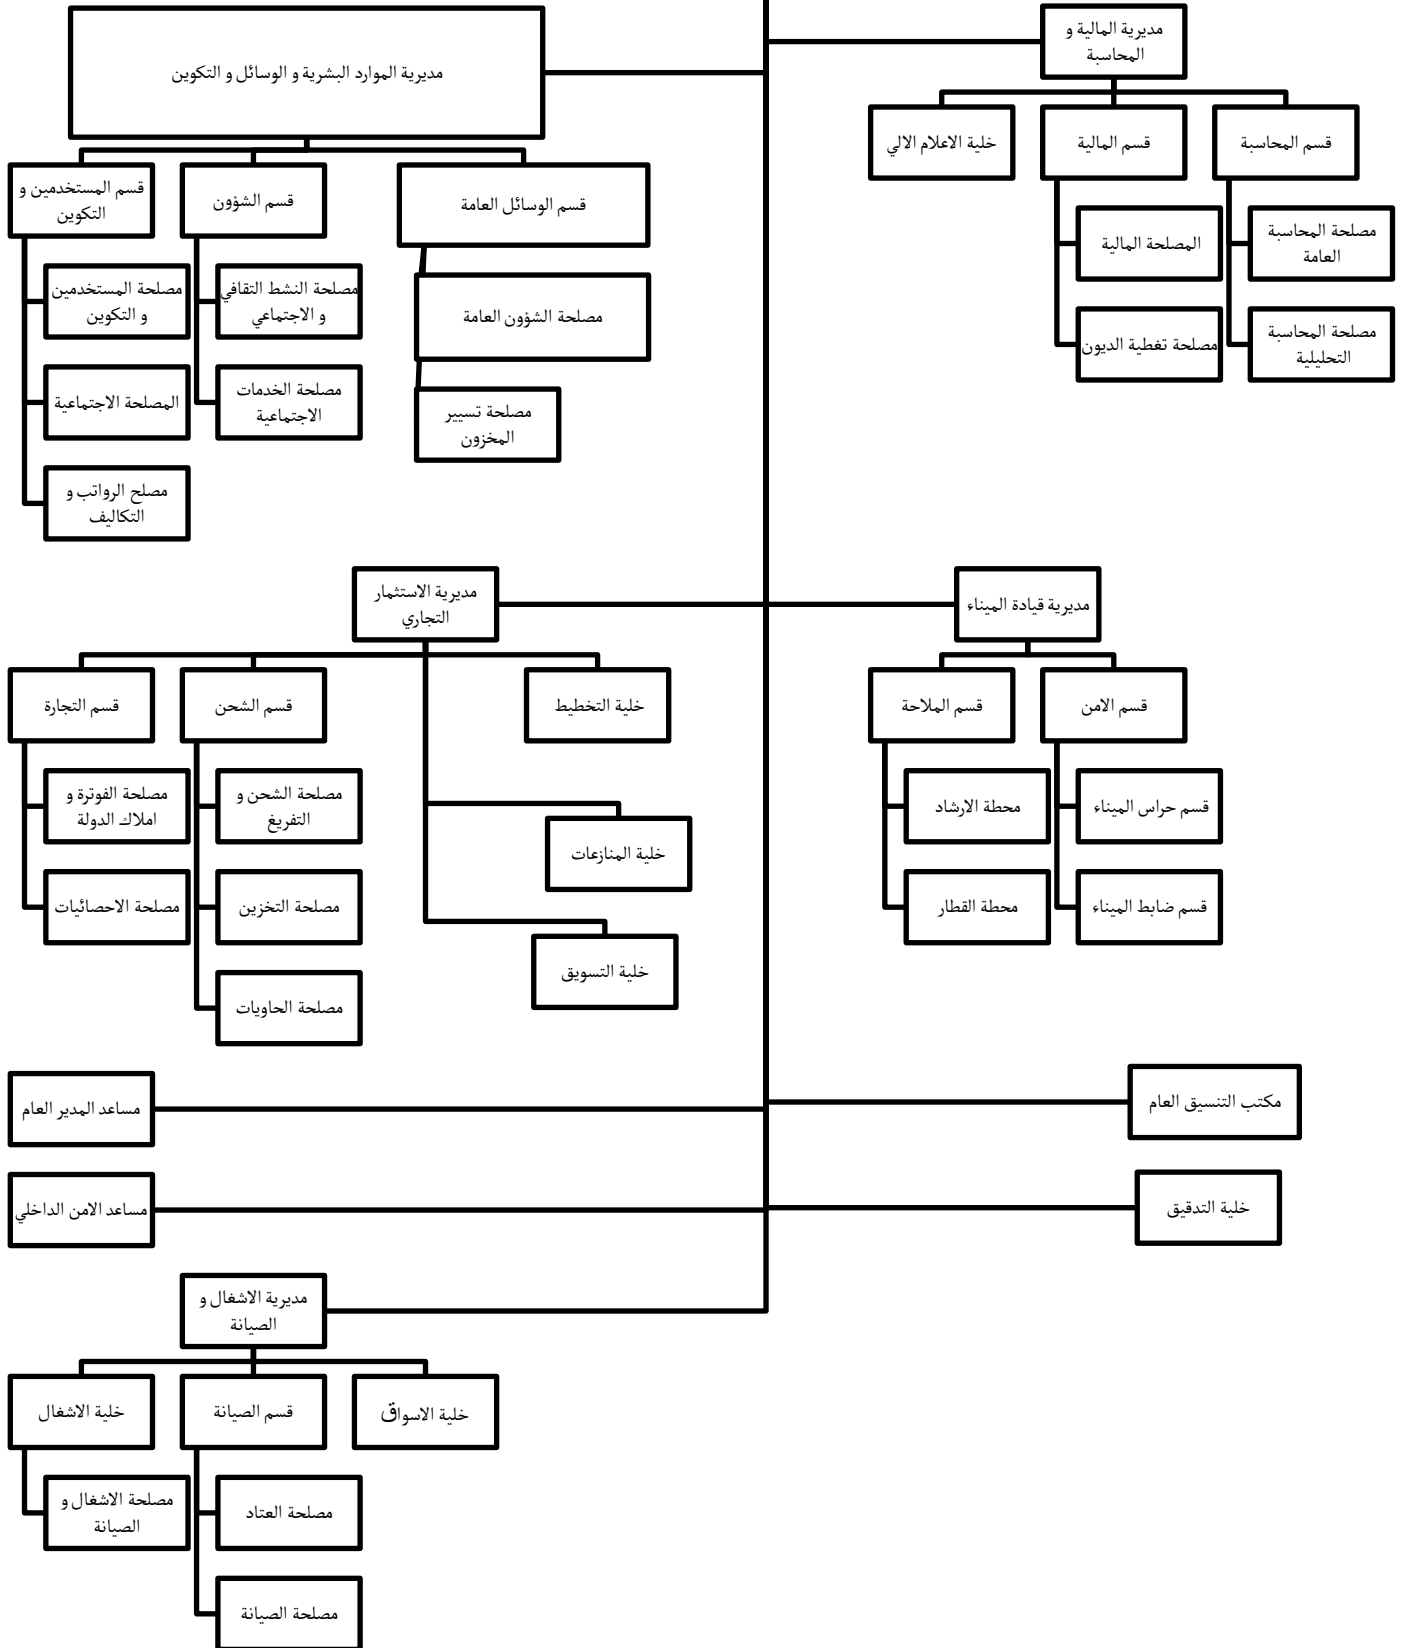 مديرية المالية و
المحاسبة
مديرية الموارد البشرية و الوسائل و التكوين
قسم المحاسبة
قسم المالية
خلية الاعلام الالي
مصلحة المحاسبة
العامة
مصلحة المحاسبة
التحليلية
المصلحة المالية
مصلحة تغطية الديون
قسم الوسائل العامة
قسم الشؤون
قسم المستخدمين و
التكوين
مصلحة الشؤون العامة
مصلحة تسيير
المخزون
مصلحة النشط التقافي
و الاجتماعي
مصلحة الخدمات
الاجتماعية
مصلحة المستخدمين
و التكوين
المصلحة الاجتماعية
مصلح الرواتب و
التكاليف
مديرية قيادة الميناء
مديرية الاستثمار
التجاري
قسم الامن
قسم الملاحة
قسم حراس الميناء
قسم ضابط الميناء
محطة الارشاد
محطة القطار
خلية التخطيط
قسم الشحن
قسم التجارة
خلية المنازعات
خلية التسويق
مصلحة الشحن و
التفريغ
مصلحة التخزين
مصلحة الحاويات
مصلحة الفوترة و
املاك الدولة
مصلحة الاحصائيات
مكتب التنسيق العام
مساعد المدير العام
خلية التدقيق
مساعد الامن الداخلي
مديرية الاشغال و
الصيانة
خلية الاسواق
قسم الصيانة
خلية الاشغال
مصلحة العتاد
مصلحة الصيانة
مصلحة الاشغال و
الصيانة